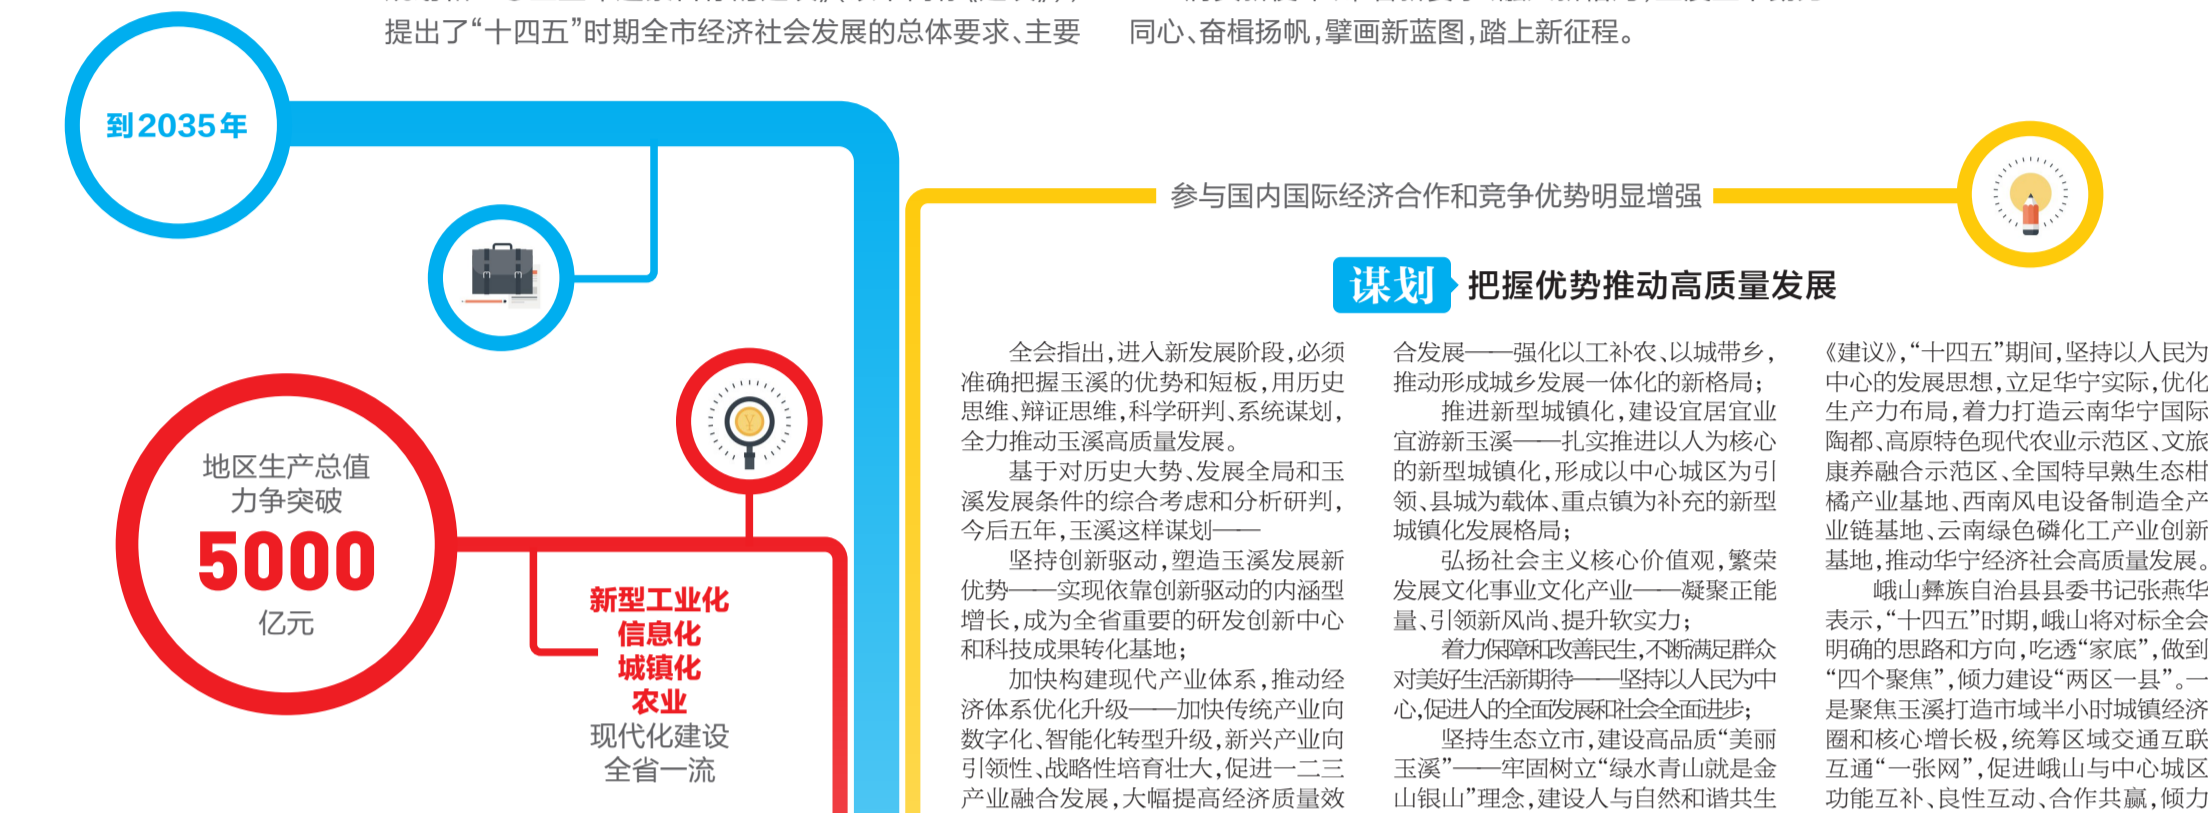 提出了“十四五”时期全市经济社会发展的总体要求、主要
同心、奋楫扬帆,擘画新蓝图,踏上新征程。
到2035年
参与国内国际经济合作和竞争优势明显增强
谋划 把握优势推动高质量发展
地区生产总值
力争突破
5000
亿元
新型工业化
信息化
城镇化
农业
现代化建设
全省一流
全会指出,进入新发展阶段,必须
准确把握玉溪的优势和短板,用历史
思维、辩证思维,科学研判、系统谋划,
全力推动玉溪高质量发展。
基于对历史大势、发展全局和玉
溪发展条件的综合考虑和分析研判,
今后五年,玉溪这样谋划——
坚持创新驱动,塑造玉溪发展新
优势——实现依靠创新驱动的内涵型
增长,成为全省重要的研发创新中心
和科技成果转化基地;
加快构建现代产业体系,推动经
济体系优化升级——加快传统产业向
数字化、智能化转型升级,新兴产业向
引领性、战略性培育壮大,促进一二三
产业融合发展,大幅提高经济质量效
合发展——强化以工补农、以城带乡,
推动形成城乡发展一体化的新格局;
推进新型城镇化,建设宜居宜业
宜游新玉溪——扎实推进以人为核心
的新型城镇化,形成以中心城区为引
领、县城为载体、重点镇为补充的新型
城镇化发展格局;
弘扬社会主义核心价值观,繁荣
发展文化事业文化产业——凝聚正能
量、引领新风尚、提升软实力;
着力保障和改善民生,不断满足群众
对美好生活新期待——坚持以人民为中
心,促进人的全面发展和社会全面进步;
坚持生态立市,建设高品质“美丽
玉溪”——牢固树立“绿水青山就是金
山银山”理念,建设人与自然和谐共生
《建议》,“十四五”期间,坚持以人民为
中心的发展思想,立足华宁实际,优化
生产力布局,着力打造云南华宁国际
陶都、高原特色现代农业示范区、文旅
康养融合示范区、全国特早熟生态柑
橘产业基地、西南风电设备制造全产
业链基地、云南绿色磷化工产业创新
基地,推动华宁经济社会高质量发展。
峨山彝族自治县县委书记张燕华
表示,“十四五”时期,峨山将对标全会
明确的思路和方向,吃透“家底”,做到
“四个聚焦”,倾力建设“两区一县”。一
是聚焦玉溪打造市域半小时城镇经济
圈和核心增长极,统筹区域交通互联
互通“一张网”,促进峨山与中心城区
功能互补、良性互动、合作共赢,倾力